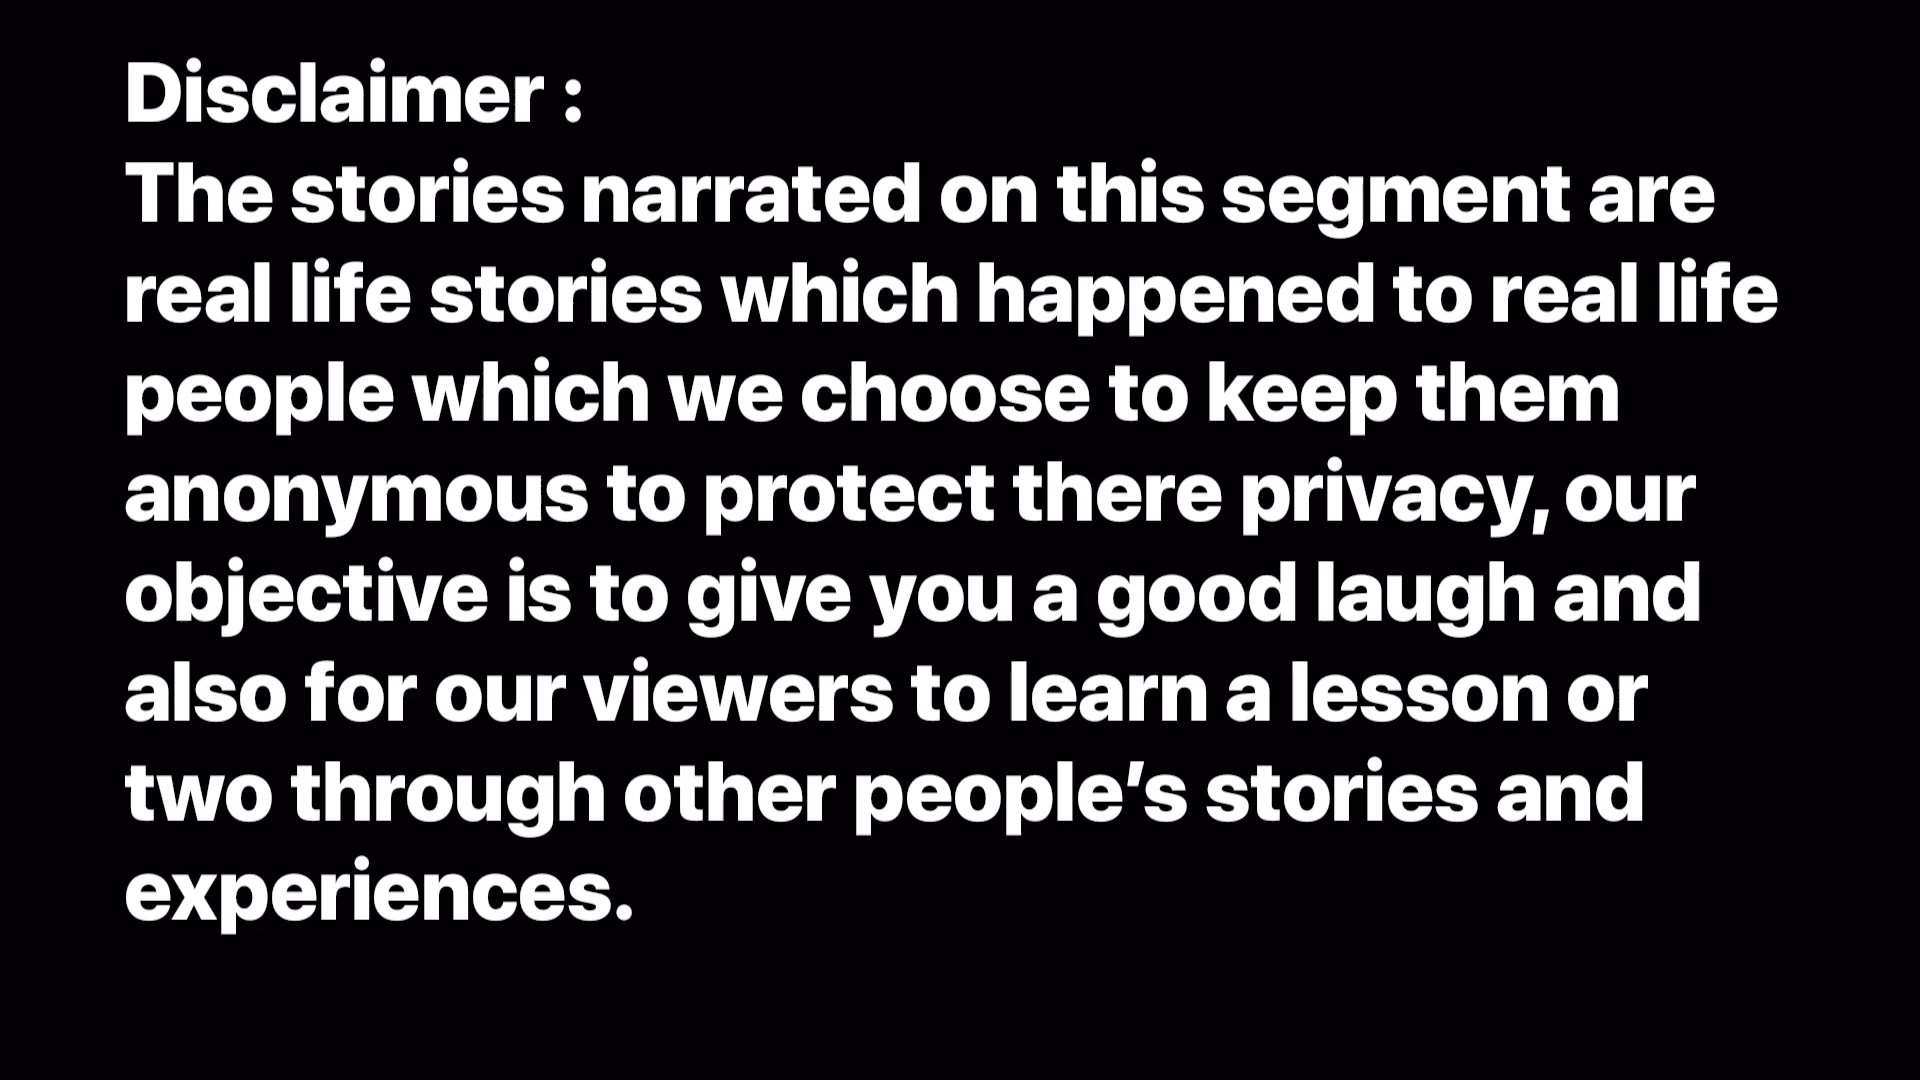 Disclaimer :
The stories narrated on this segment are
real life stories which happened to real life
people which we choose to keep them
anonymous to protect there privacy, our
objective is to give you a good laugh and
also for our viewers to learn a lesson or
two through other people’s stories and
experiences.